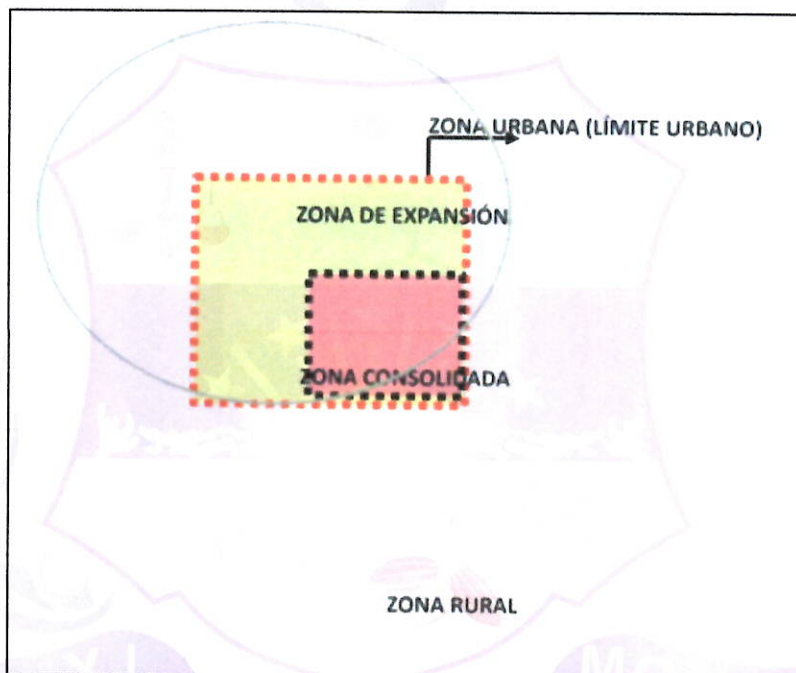 ZONA URBANA (LÍMITE URBANO)
ZONA DE EXPANSIÓN
ZONA CONSOLIDADA
ZONA RURAL